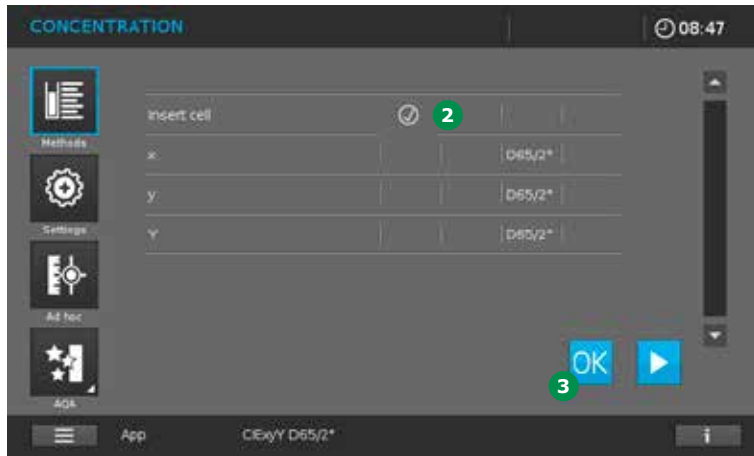 CONCENTRATION 08:47
Methods
Insert cell 2
x D65/2°
y D65/2°
Y D65/2°
Settings
Ad hoc
AQA
OK
3
App CIExyY D65/2° i